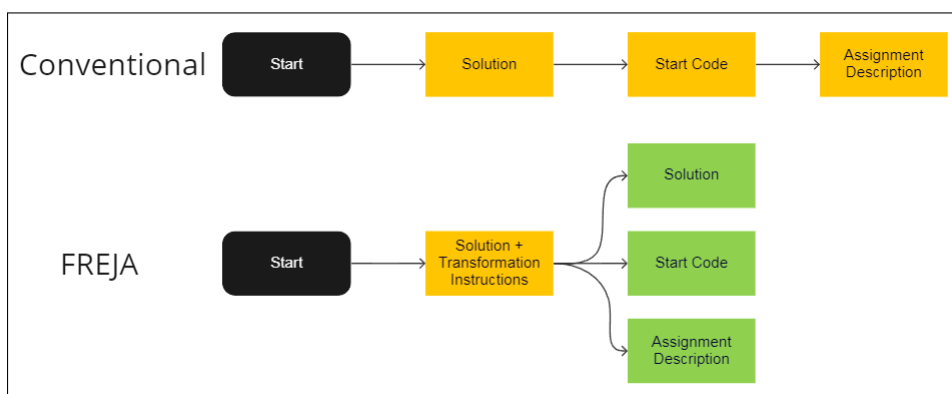 Conventional
Start
Solution
Start Code
Assignment
Description
FREJA
Start
Solution +
Transformation
Instructions
Solution
Start Code
Assignment
Description